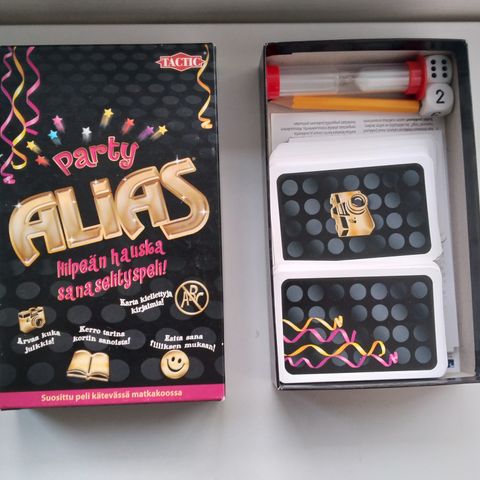 TACTIC
Party
ALIAS
Hilpeän hauska
sanaselityspeli!
Arvaa kuka
julkkis!
Kerro tarina
kortin sanoista!
Karta kiellettyjä
kirjaimia!
ABC
Esitä sana
fiiliksen mukaan!
Suosittu peli kätevässä matkakoossa
2